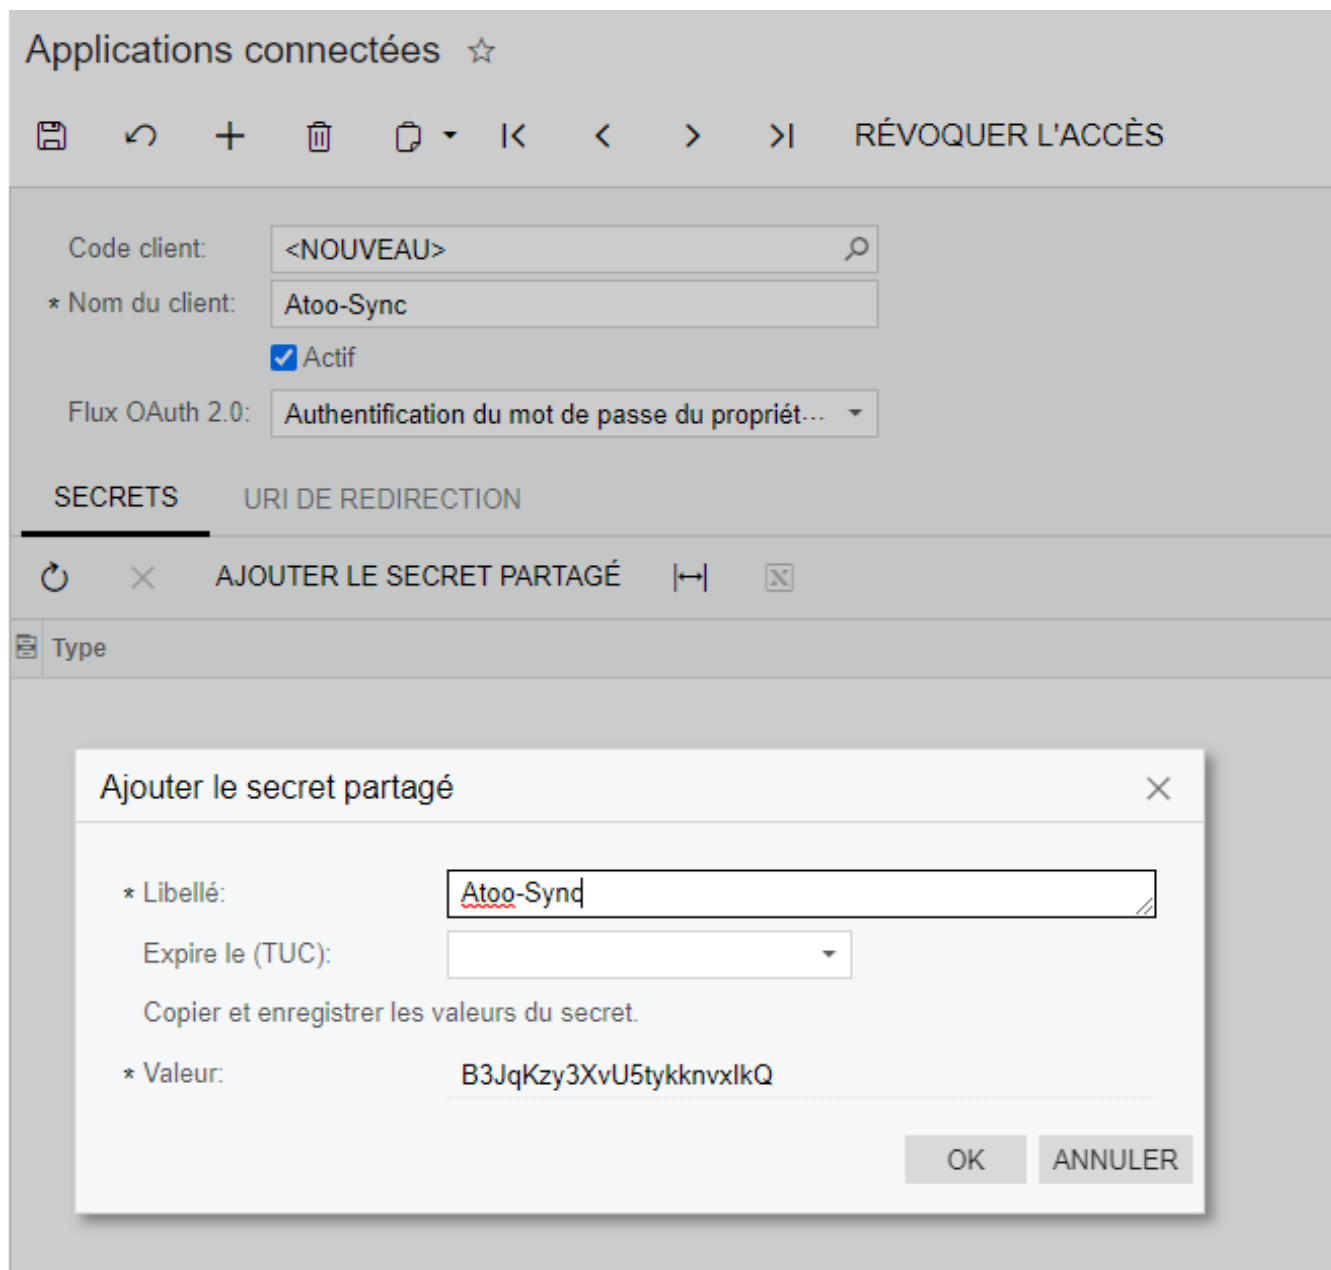 Applications connectées
RÉVOQUER L'ACCÈS
Code client: <NOUVEAU>
* Nom du client: Atoo-Sync
Actif
Flux OAuth 2.0: Authentification du mot de passe du propriét...
SECRETS URI DE REDIRECTION
AJOUTER LE SECRET PARTAGÉ
Type
Ajouter le secret partagé
* Libellé: Atoo-Sync
Expire le (TUC):
Copier et enregistrer les valeurs du secret.
* Valeur: B3JqKzy3XvU5tykknvxIkQ
OK ANNULER